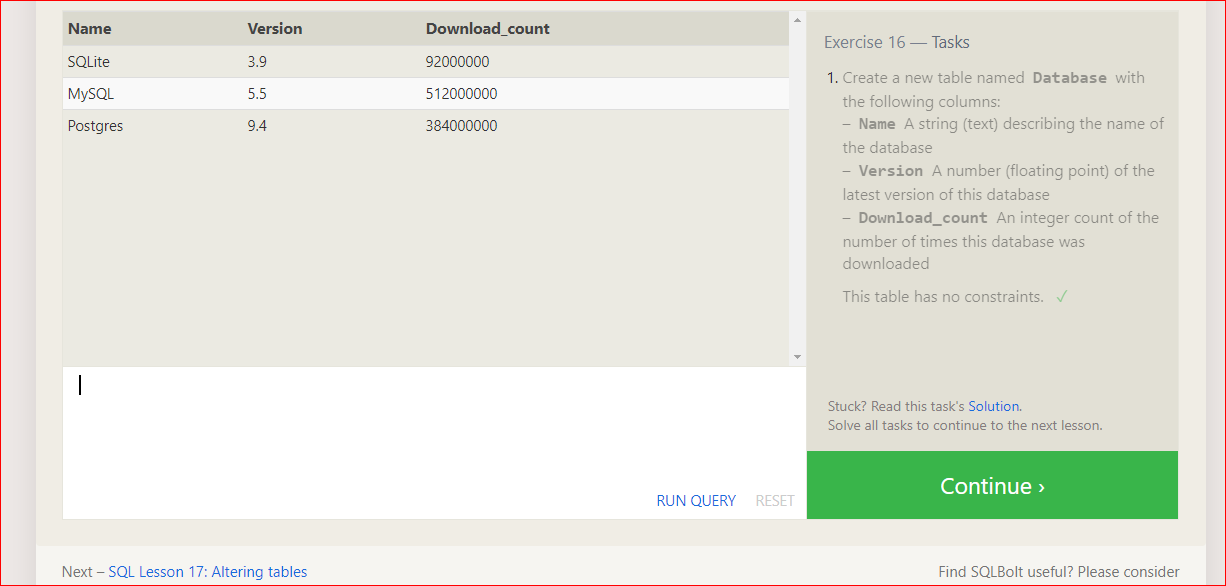 Name Version Download_count
SQLite 3.9 92000000
MySQL 5.5 512000000
Postgres 9.4 384000000
RUN QUERY RESET
Exercise 16 — Tasks
1. Create a new table named Database with
the following columns:
– Name A string (text) describing the name of
the database
– Version A number (floating point) of the
latest version of this database
– Download_count An integer count of the
number of times this database was
downloaded
This table has no constraints. ✓
Stuck? Read this task's Solution.
Solve all tasks to continue to the next lesson.
Continue ›
Next – SQL Lesson 17: Altering tables
Find SQLBolt useful? Please consider